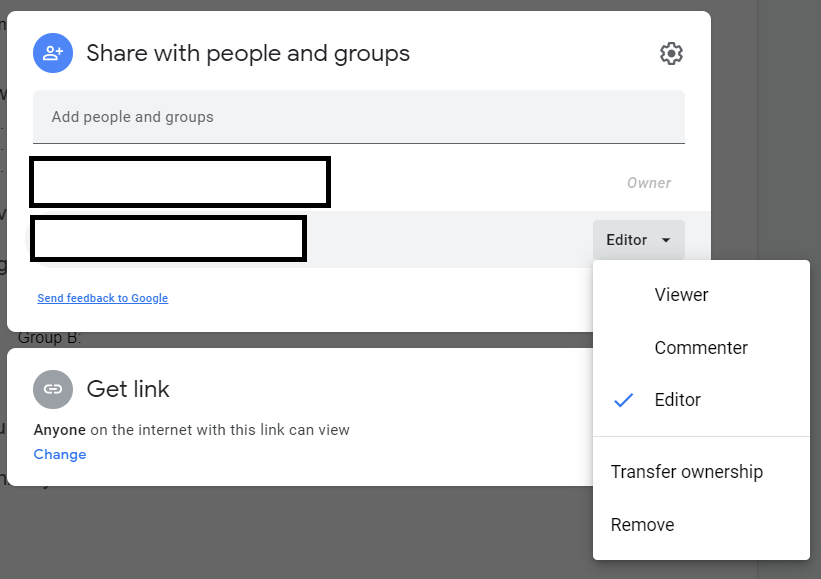 Share with people and groups
Add people and groups
Owner
Editor
Viewer
Commenter
Editor
Transfer ownership
Remove
Send feedback to Google
Group B:
Get link
Anyone on the internet with this link can view
Change